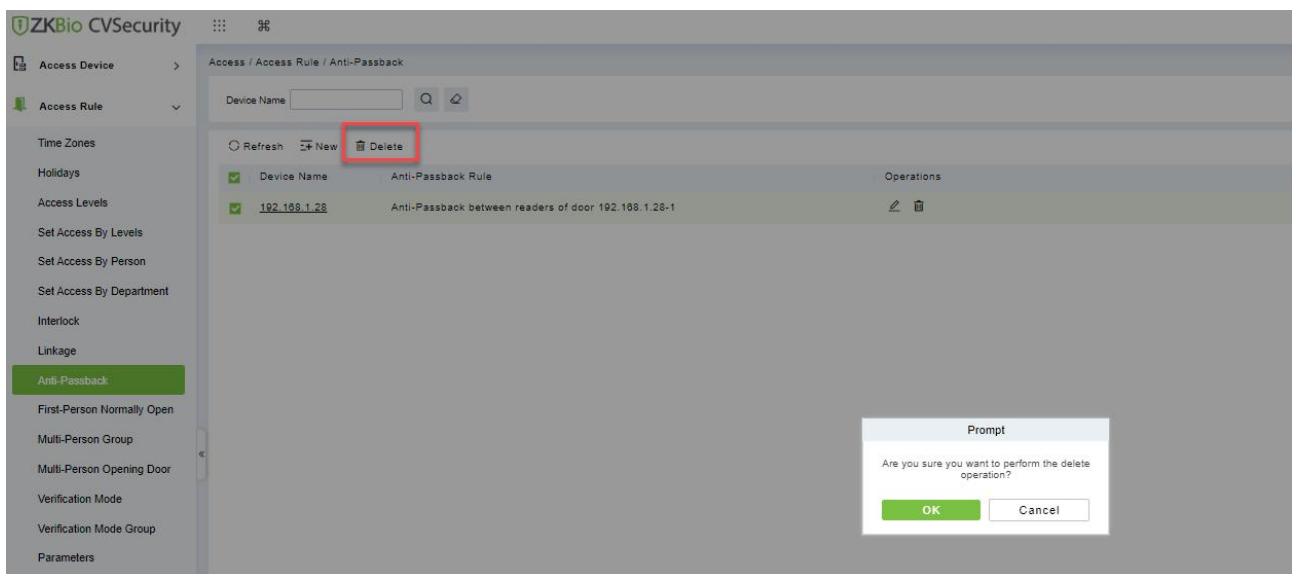 ZKBio CVSecurity
Access Device
Access Rule
Time Zones
Holidays
Access Levels
Set Access By Levels
Set Access By Person
Set Access By Department
Interlock
Linkage
Anti-Passback
First-Person Normally Open
Multi-Person Group
Multi-Person Opening Door
Verification Mode
Verification Mode Group
Parameters
Access / Access Rule / Anti-Passback
Device Name
Refresh New Delete
Device Name Anti-Passback Rule Operations
192.168.1.28 Anti-Passback between readers of door 192.168.1.28-1
Prompt
Are you sure you want to perform the delete
operation?
OK Cancel